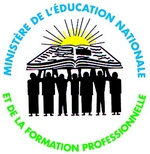 MINISTÈRE DE L'ÉDUCATION NATIONALE
ET DE LA FORMATION PROFESSIONNELLE